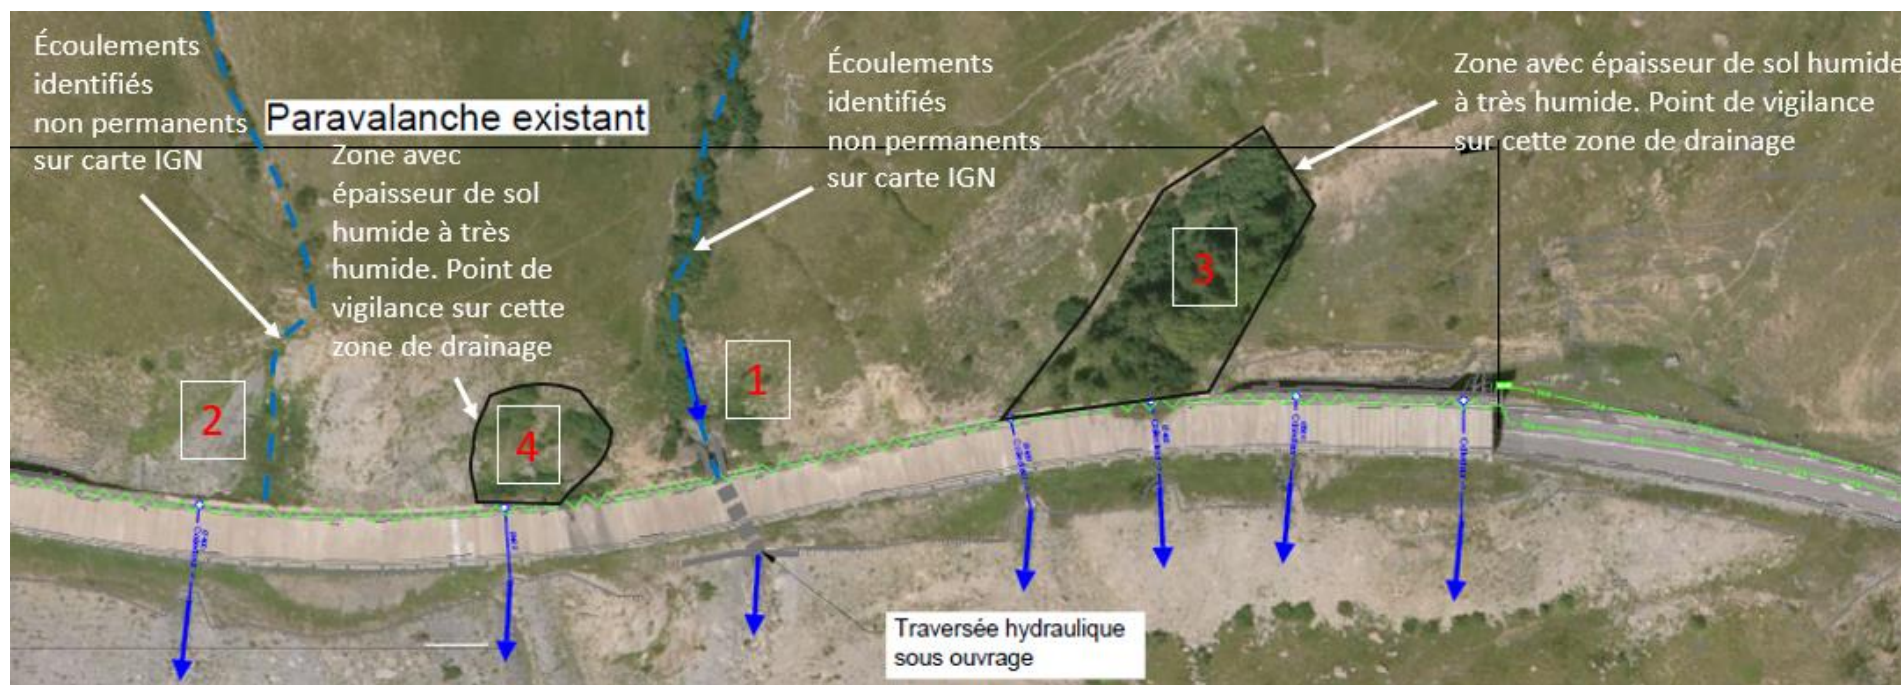 Écoulements
identifiés
non permanents
sur carte IGN
Paravalanche existant
Zone avec
épaisseur de sol
humide à très
humide. Point de
vigilance sur cette
zone de drainage
Écoulements
identifiés
non permanents
sur carte IGN
Zone avec épaisseur de sol humide
à très humide. Point de vigilance
sur cette zone de drainage
3
1
2
4
Traversée hydraulique
sous ouvrage